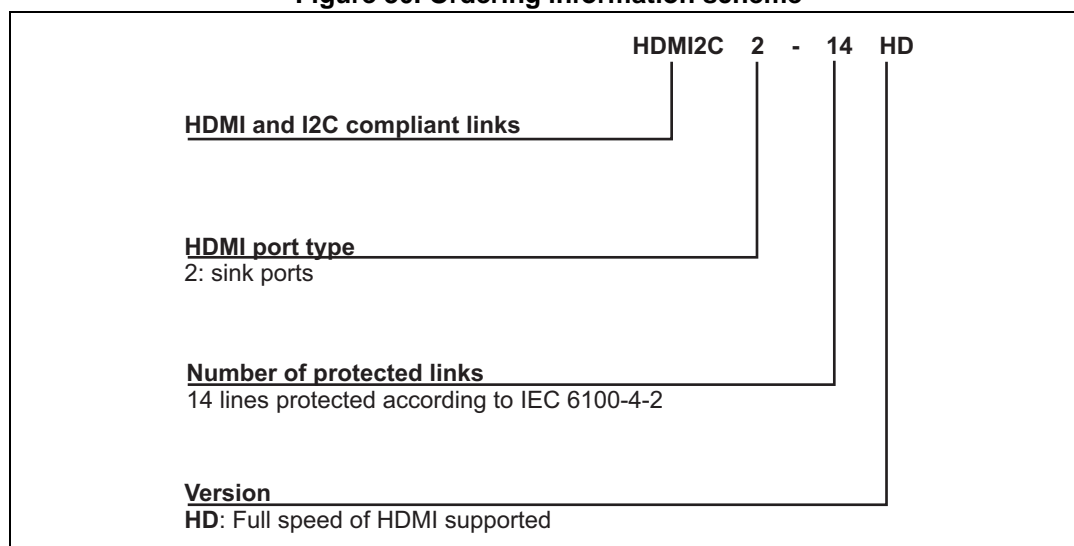 HDMI2C 2 - 14 HD
HDMI and I2C compliant links
HDMI port type
2: sink ports
Number of protected links
14 lines protected according to IEC 6100-4-2
Version
HD: Full speed of HDMI supported